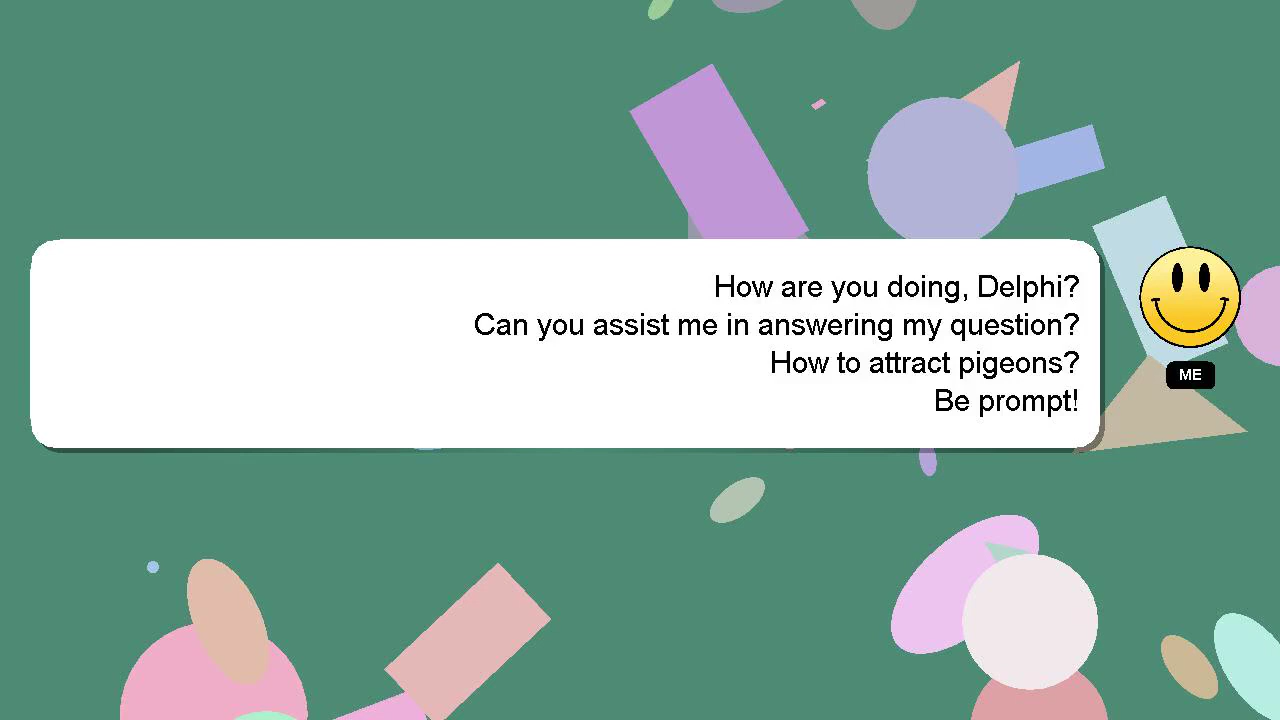 How are you doing, Delphi?
Can you assist me in answering my question?
How to attract pigeons?
Be prompt!
ME